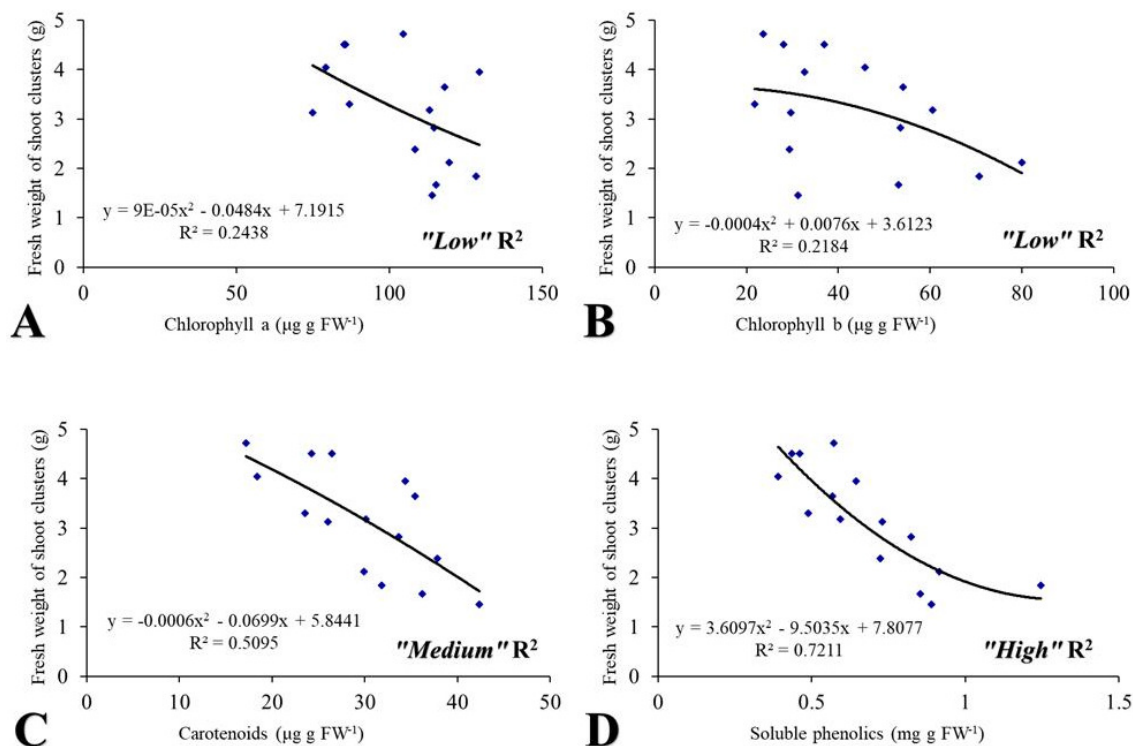 Fresh weight of shoot clusters (g)
5
4
3
2
1
0
y = 9E-05x² - 0.0484x + 7.1915
R² = 0.2438
"Low" R²
0
50
100
150
A
Chlorophyll a (µg g FW⁻¹)
Fresh weight of shoot clusters (g)
5
4
3
2
1
0
y = -0.0004x² + 0.0076x + 3.6123
R² = 0.2184
"Low" R²
0
20
40
60
80
100
B
Chlorophyll b (µg g FW⁻¹)
Fresh weight of shoot clusters (g)
5
4
3
2
1
0
y = -0.0006x² - 0.0699x + 5.8441
R² = 0.5095
"Medium" R²
0
10
20
30
40
50
C
Carotenoids (µg g FW⁻¹)
Fresh weight of shoot clusters (g)
5
4
3
2
1
0
y = 3.6097x² - 9.5035x + 7.8077
R² = 0.7211
"High" R²
0
0.5
1
1.5
D
Soluble phenolics (mg g FW⁻¹)